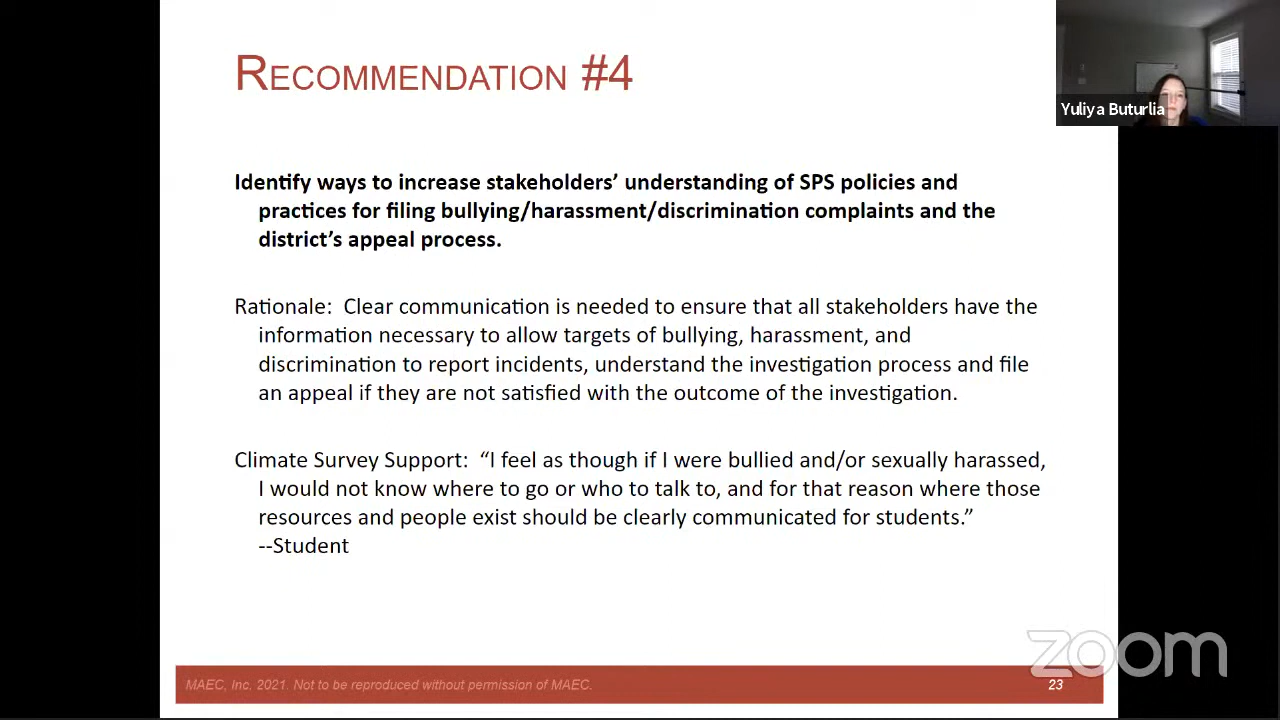 RECOMMENDATION #4
Yuliya Buturlia
Identify ways to increase stakeholders’ understanding of SPS policies and
practices for filing bullying/harassment/discrimination complaints and the
district’s appeal process.
Rationale:  Clear communication is needed to ensure that all stakeholders have the
information necessary to allow targets of bullying, harassment, and
discrimination to report incidents, understand the investigation process and file
an appeal if they are not satisfied with the outcome of the investigation.
Climate Survey Support:  “I feel as though if I were bullied and/or sexually harassed,
I would not know where to go or who to talk to, and for that reason where those
resources and people exist should be clearly communicated for students.”
--Student
zoom
MAEC, Inc. 2021. Not to be reproduced without permission of MAEC.
23